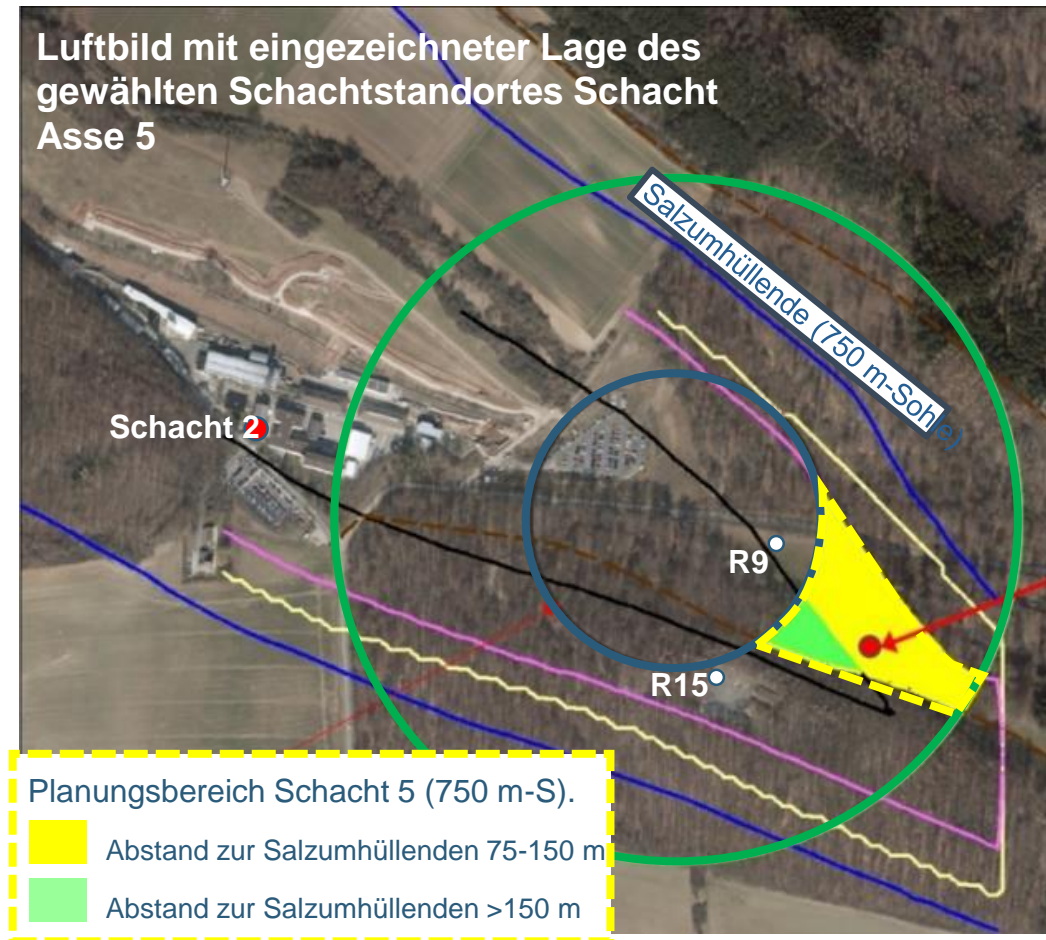 Luftbild mit eingezeichneter Lage des
gewählten Schachtstandortes Schacht
Asse 5
Salzumhüllende (750 m-Sohle)
Schacht 2
R9
R15
Planungsbereich Schacht 5 (750 m-S).
Abstand zur Salzumhüllenden 75-150 m
Abstand zur Salzumhüllenden >150 m